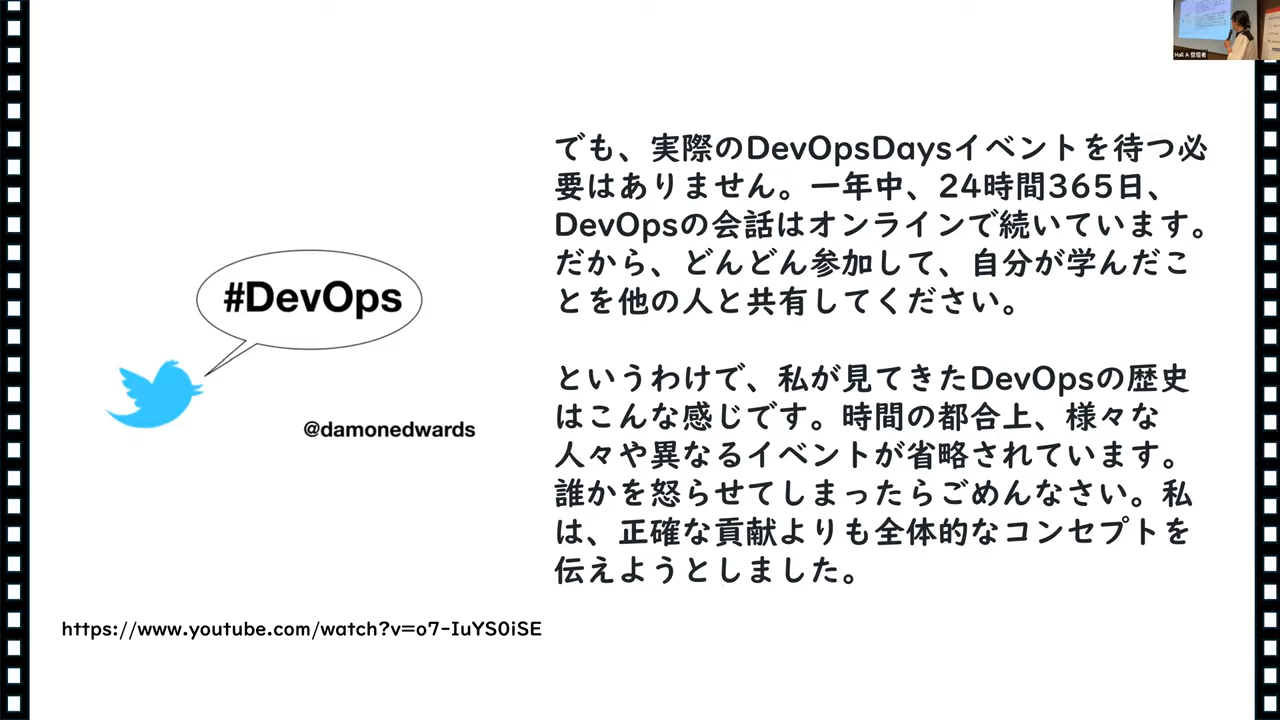 Hall A 登壇者
でも、実際のDevOpsDaysイベントを待つ必
要はありません。一年中、24時間365日、
DevOpsの会話はオンラインで続いています。
だから、どんどん参加して、自分が学んだこ
とを他の人と共有してください。
#DevOps
というわけで、私が見てきたDevOpsの歴史
はこんな感じです。時間の都合上、様々な
人々や異なるイベントが省略されています。
誰かを怒らせてしまったらごめんなさい。私
は、正確な貢献よりも全体的なコンセプトを
伝えようとしました。
@damonedwards
https://www.youtube.com/watch?v=o7-IuYS0iSE